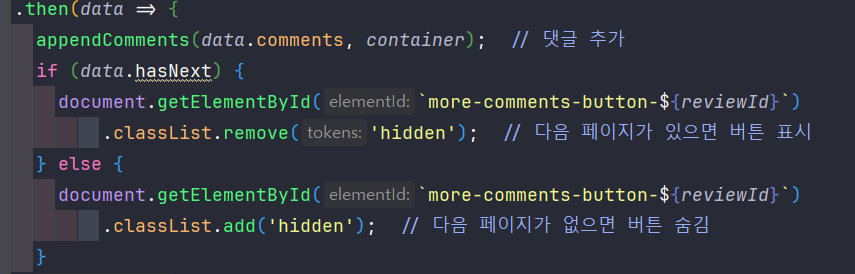 .then(data => {
appendComments(data.comments, container);  // 댓글 추가
if (data.hasNext) {
document.getElementById( elementId: `more-comments-button-${reviewId}`)
.classList.remove( tokens: 'hidden');  // 다음 페이지가 있으면 버튼 표시
} else {
document.getElementById( elementId: `more-comments-button-${reviewId}`)
.classList.add('hidden');  // 다음 페이지가 없으면 버튼 숨김
}